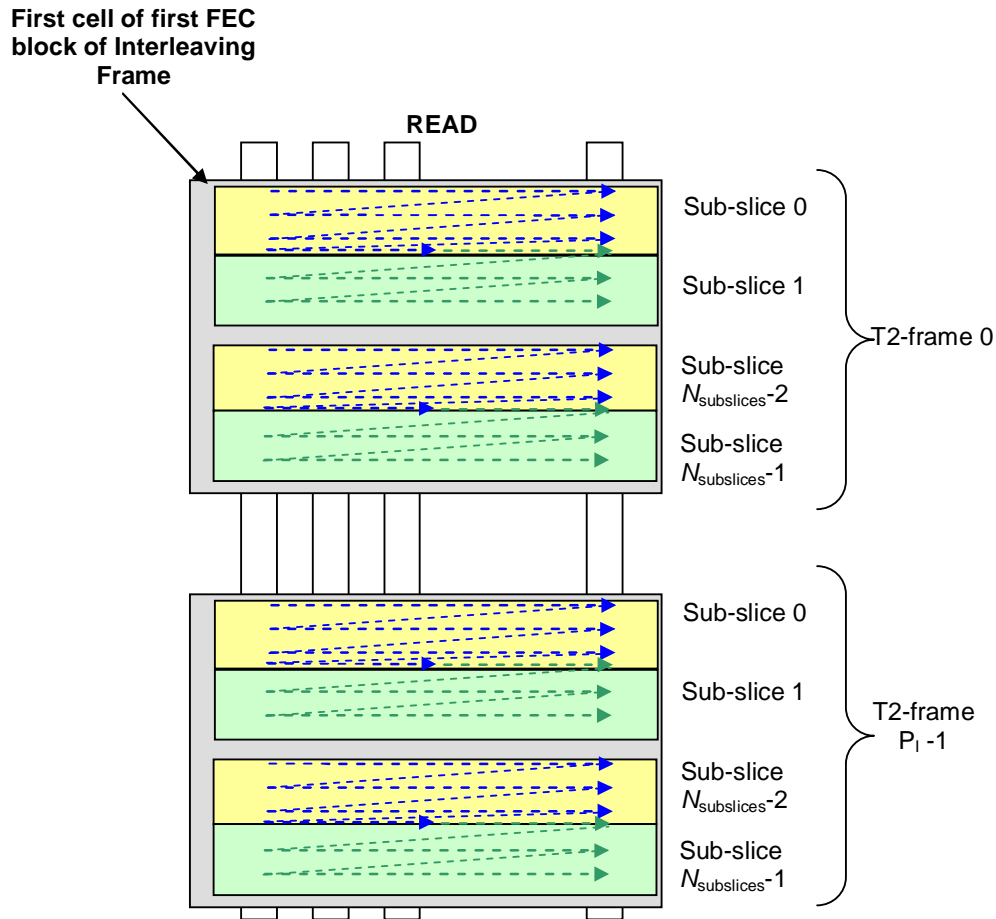 First cell of first FEC
block of Interleaving
Frame
READ
Sub-slice 0
Sub-slice 1
T2-frame 0
Sub-slice
Nsubslices-2
Sub-slice
Nsubslices-1
Sub-slice 0
Sub-slice 1
T2-frame
PI -1
Sub-slice
Nsubslices-2
Sub-slice
Nsubslices-1